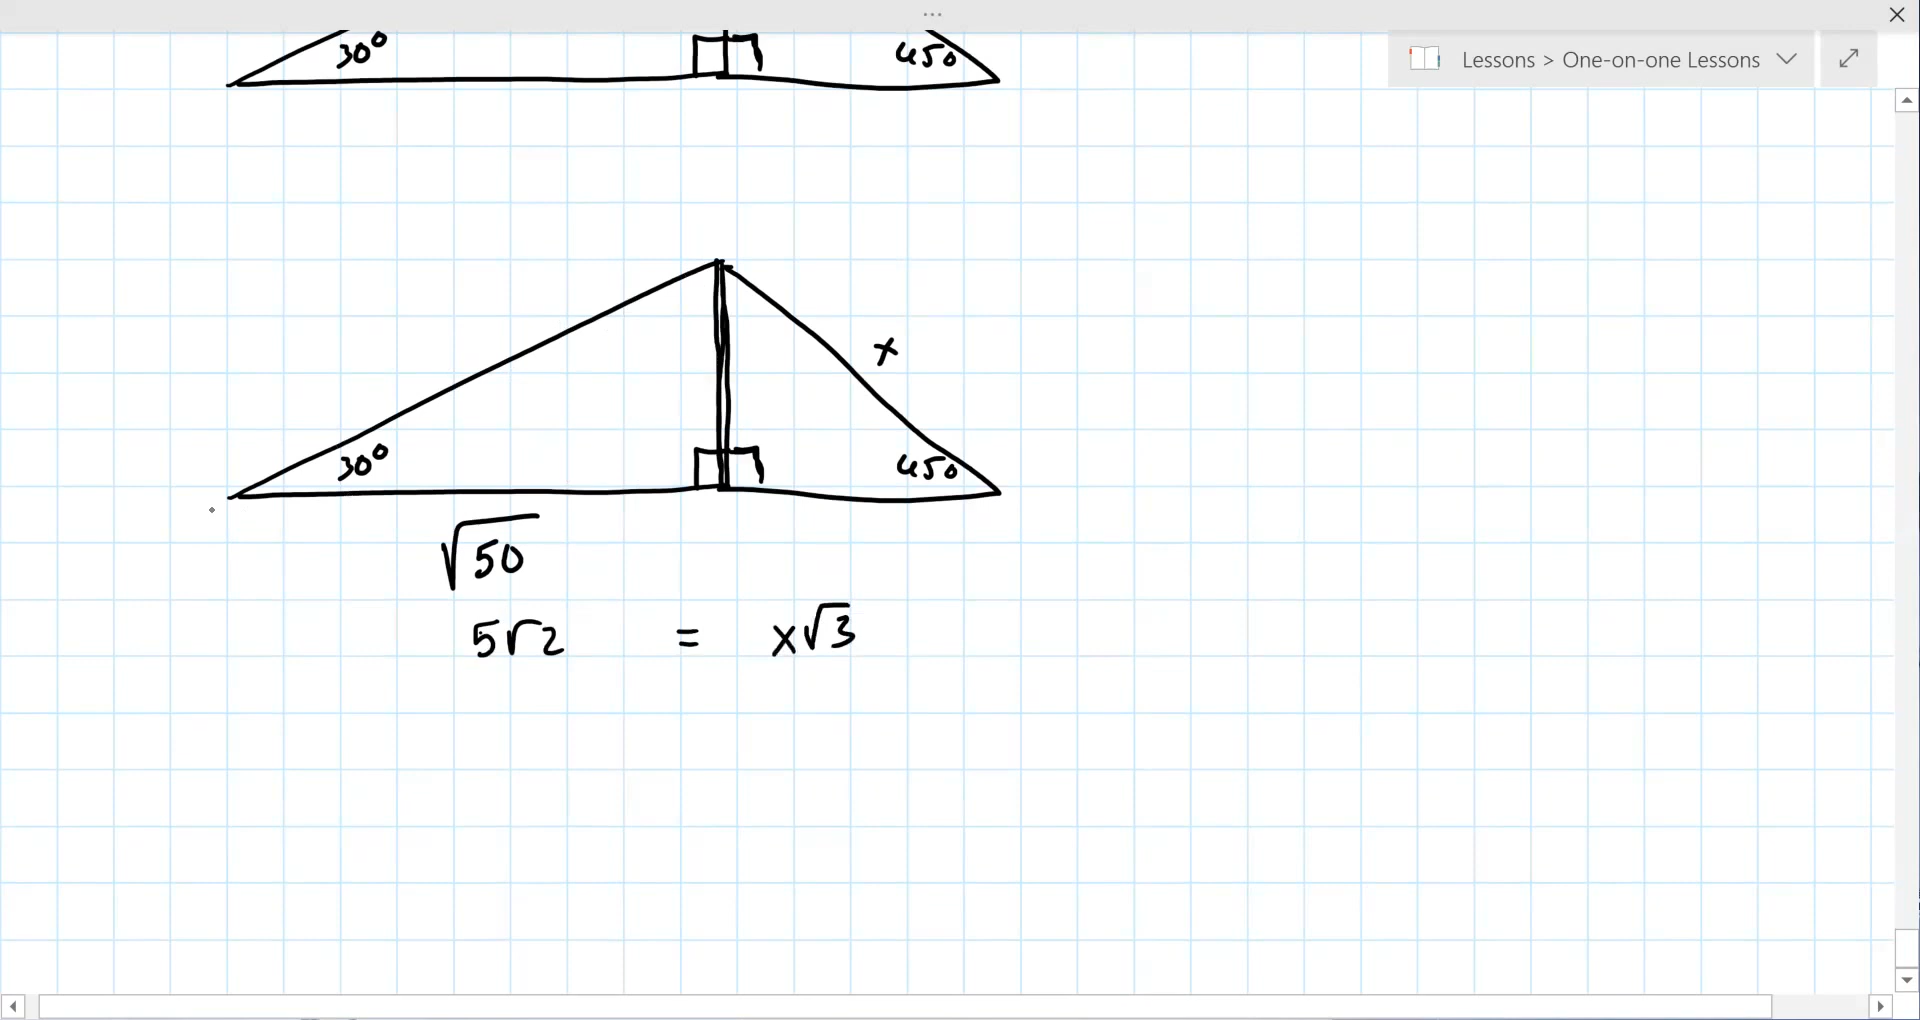 ...
Lessons > One-on-one Lessons
30° 45°
x
30° 45°
√50
5√2 = x√3